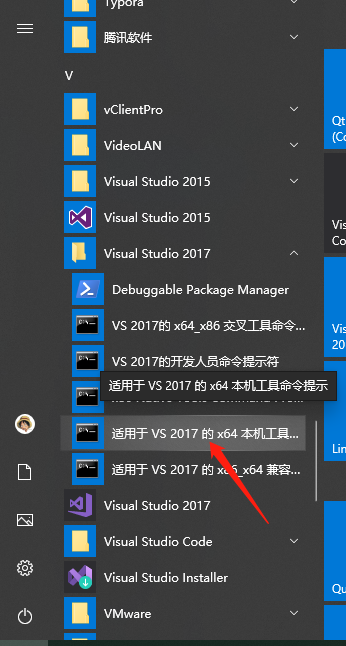 Typora
腾讯软件
V
vClientPro
VideoLAN
Visual Studio 2015
Visual Studio 2015
Visual Studio 2017
Debuggable Package Manager
VS 2017的 x64_x86 交叉工具命令...
VS 2017的开发人员命令提示符
适用于 VS 2017 的 x64 本机工具命令提示
适用于 VS 2017 的 x64 本机工具...
适用于 VS 2017 的 x86_x64 兼容...
Visual Studio 2017
Visual Studio Code
Visual Studio Installer
VMware
Qt
(Co
Vis
Co
Vis
20
Lin
Qu